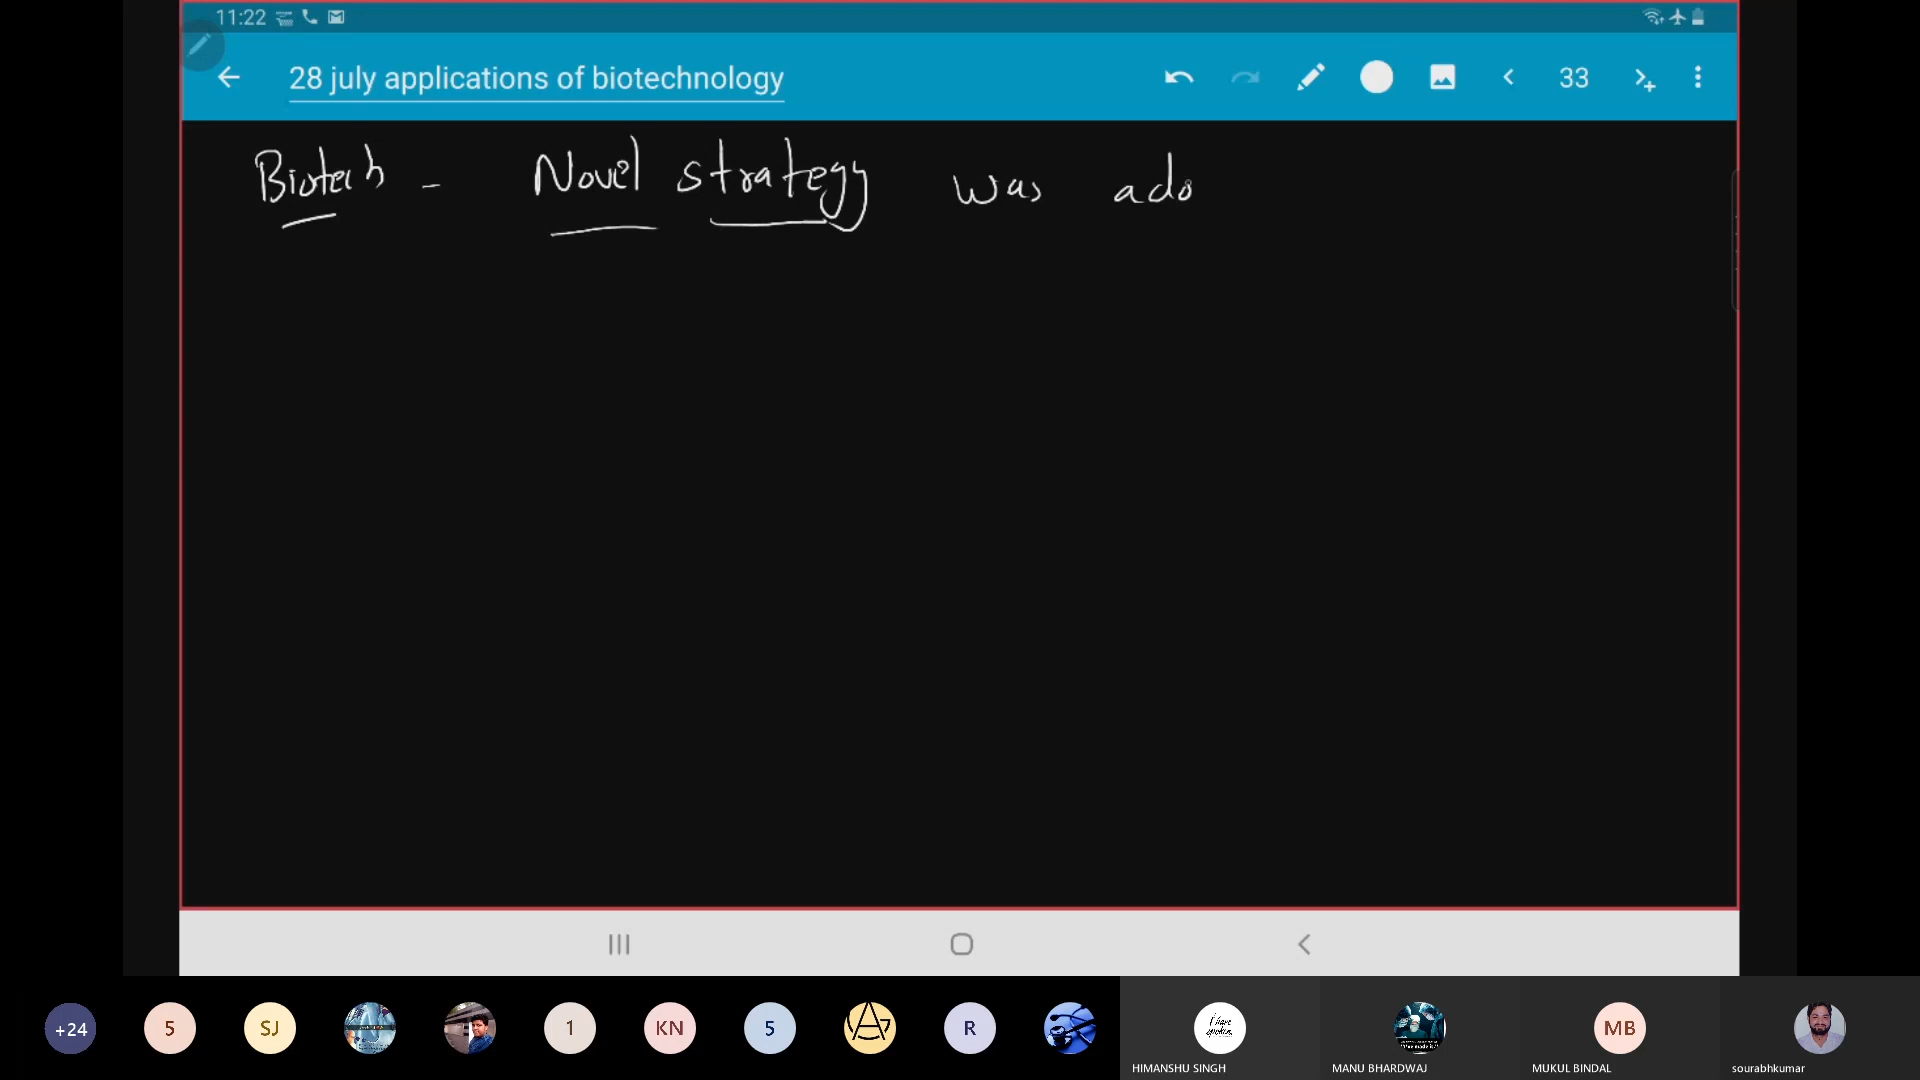 11:22
28 july applications of biotechnology
33
Biotech - Novel strategy was ado
+24
5
SJ
1
KN
5
R
MB
HIMANSHU SINGH
MANU BHARDWAJ
MUKUL BINDAL
sourabhkumar